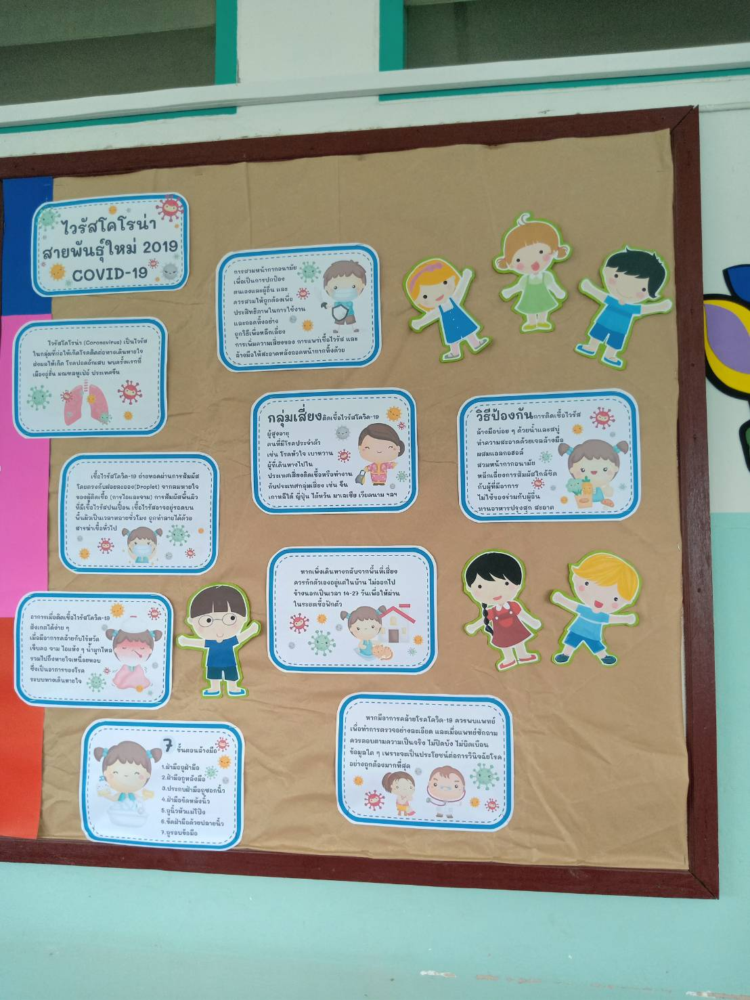 ไวรัสโคโรน่า
สายพันธุ์ใหม่ 2019
COVID-19
ไวรัสโคโรน่า (Coronavirus) เป็นไวรัส
ในกลุ่มที่ก่อให้เกิดโรคติดต่อทางเดินหายใจ
ส่งผลให้เกิด โรคปอดอักเสบ พบครั้งแรกที่
เมืองอู่ฮั่น มณฑลหูเป่ย์ ประเทศจีน
เชื้อไวรัสโควิด-19 ถ่ายทอดผ่านการสัมผัส
โดยตรงกับฝอยละออง(Droplet) จากลมหายใจ
ของผู้ติดเชื้อ (การไอและจาม) การสัมผัสพื้นผิว
ที่มีเชื้อไวรัสปนเปื้อน เชื้อไวรัสอาจอยู่รอดบน
พื้นผิวเป็นเวลาหลายชั่วโมง ถูกทำลายได้ด้วย
สารฆ่าเชื้อทั่วไป
อาการเมื่อติดเชื้อไวรัสโควิด-19
สังเกตได้ง่าย ๆ
เมื่อมีอาการคล้ายกับไข้หวัด
เจ็บคอ จาม ไอแห้ง ๆ น้ำมูกไหล
รวมไปถึงหายใจเหนื่อยหอบ
ซึ่งเป็นอาการของโรค
ระบบทางเดินหายใจ
7 ขั้นตอนล้างมือ
1.ฝ่ามือถูฝ่ามือ
2.ฝ่ามือถูหลังมือ
3.ประกบฝ่ามือถูซอกนิ้ว
4.ฝ่ามือขัดหลังนิ้ว
5.ถูนิ้วหัวแม่โป้ง
6.ขัดฝ่ามือด้วยปลายนิ้ว
7.ถูรอบข้อมือ
การสวมหน้ากากอนามัย
เพื่อเป็นการปกป้อง
ตนเองและผู้อื่น และ
ควรสวมให้ถูกต้องเพื่อ
ประสิทธิภาพในการใช้งาน
และถอดทิ้งอย่าง
ถูกวิธีเพื่อหลีกเลี่ยง
การเพิ่มความเสี่ยงของ การแพร่เชื้อไวรัส และ
ล้างมือให้สะอาดหลังถอดหน้ากากทิ้งด้วย
กลุ่มเสี่ยงติดเชื้อไวรัสโควิด-19
ผู้สูงอายุ
คนที่มีโรคประจำตัว
เช่น โรคหัวใจ เบาหวาน
ผู้ที่เดินทางไปใน
ประเทศเสี่ยงติดเชื้อหรือทำงาน
กับประเทศกลุ่มเสี่ยง เช่น จีน
เกาหลีใต้ ญี่ปุ่น ไต้หวัน มาเลเซีย เวียดนาม ฯลฯ
วิธีป้องกันการติดเชื้อไวรัส
ล้างมือบ่อย ๆ ด้วยน้ำและสบู่
ทำความสะอาดด้วยเจลล้างมือ
ผสมแอลกอฮอล์
สวมหน้ากากอนามัย
หลีกเลี่ยงการสัมผัสใกล้ชิด
กับผู้ที่มีอาการ
ไม่ใช้ของร่วมกับผู้อื่น
ทานอาหารปรุงสุก สะอาด
หากเพิ่งเดินทางกลับจากพื้นที่เสี่ยง
ควรกักตัวเองอยู่แต่ในบ้าน ไม่ออกไป
ข้างนอกเป็นเวลา 14-27 วันเพื่อให้ผ่าน
ในระยะเชื้อฟักตัว
หากมีอาการคล้ายโรคโควิด-19 ควรพบแพทย์
เพื่อทำการตรวจอย่างละเอียด และเมื่อแพทย์ซักถาม
ควรตอบตามความเป็นจริง ไม่ปิดบัง ไม่บิดเบือน
ข้อมูลใด ๆ เพราะจะเป็นประโยชน์ต่อการวินิจฉัยโรค
อย่างถูกต้องมากที่สุด